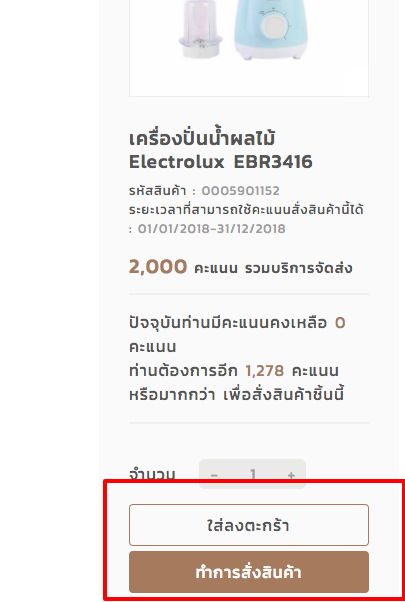 เครื่องปั่นน้ำผลไม้
Electrolux EBR3416
รหัสสินค้า : 0005901152
ระยะเวลาที่สามารถใช้คะแนนสั่งสินค้านี้ได้
: 01/01/2018-31/12/2018
2,000 คะแนน รวมบริการจัดส่ง
ปัจจุบันท่านมีคะแนนคงเหลือ 0
คะแนน
ท่านต้องการอีก 1,278 คะแนน
หรือมากกว่า เพื่อสั่งสินค้าชิ้นนี้
จำนวน - 1 +
ใส่ลงตะกร้า
ทำการสั่งสินค้า